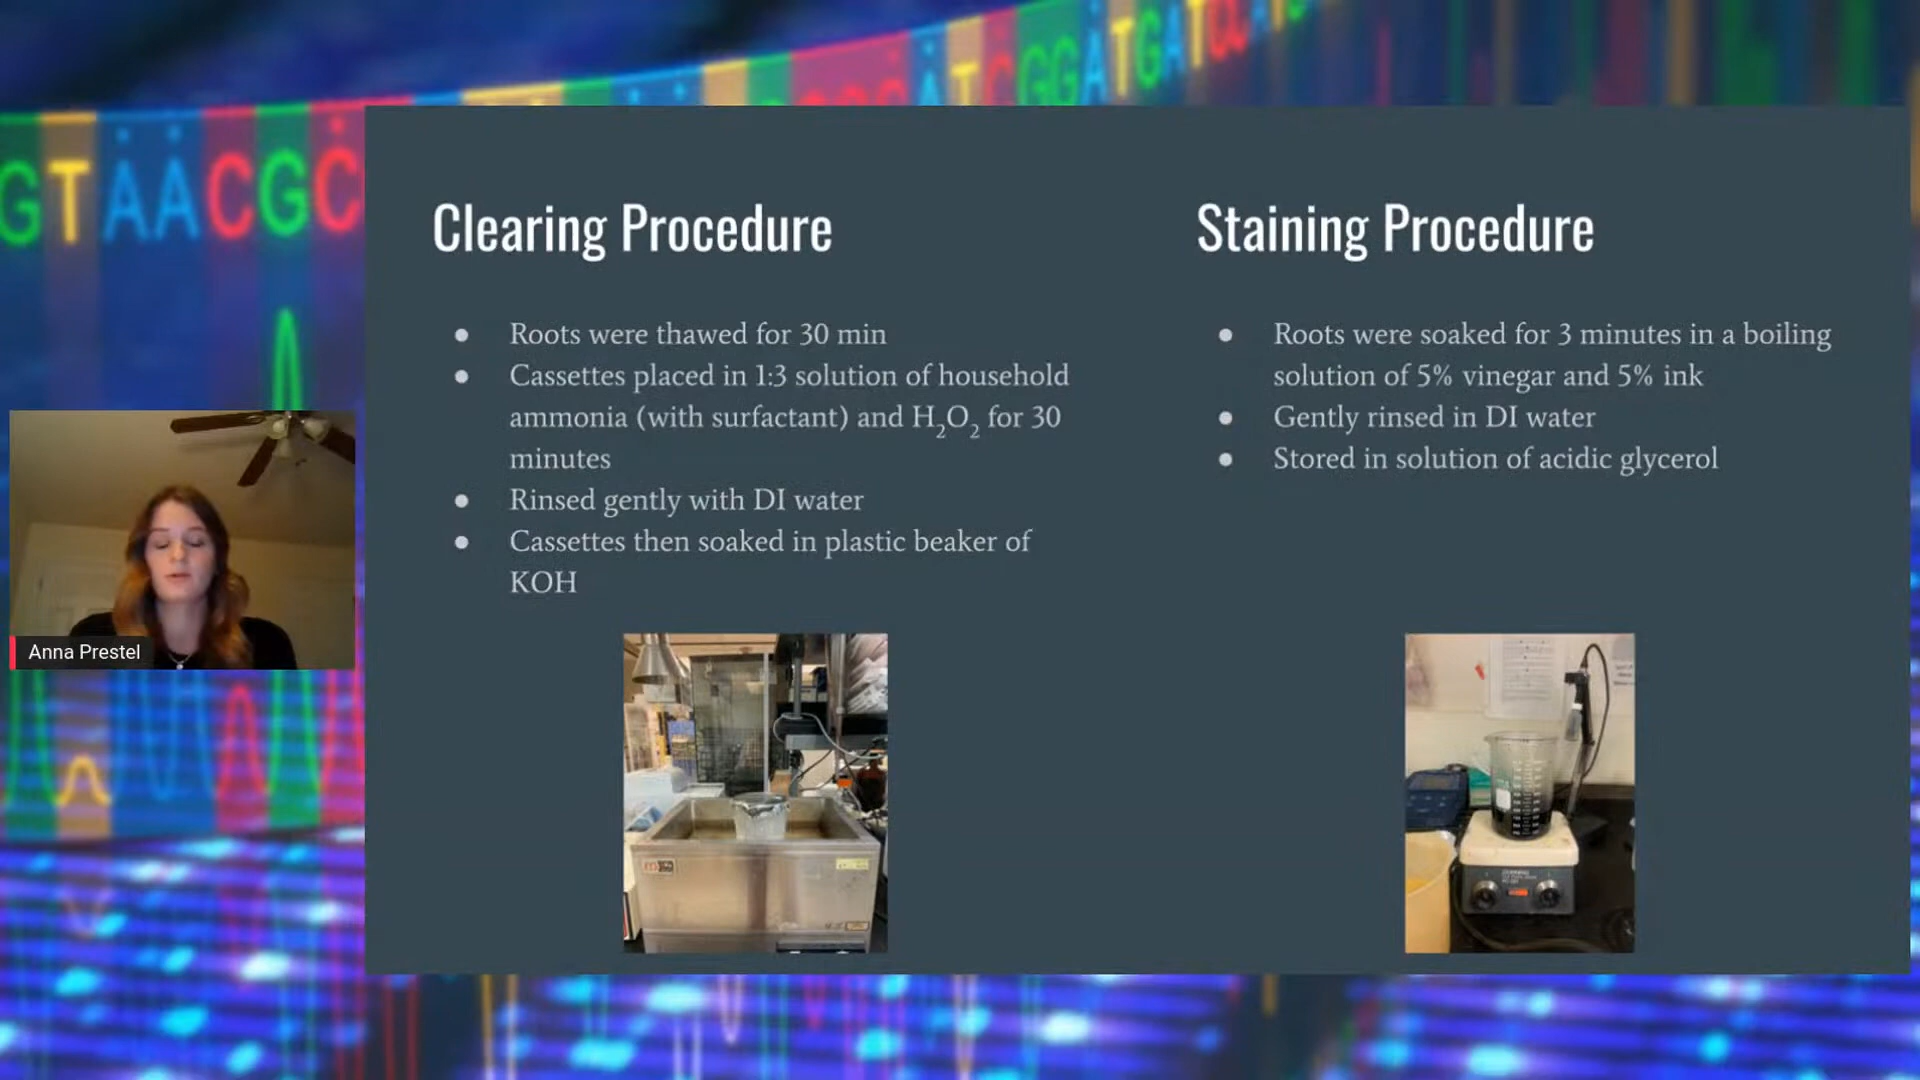 GTAACGC
ATCGGATGATCCATC
Clearing Procedure
Roots were thawed for 30 min
Cassettes placed in 1:3 solution of household
ammonia (with surfactant) and H2O2 for 30
minutes
Rinsed gently with DI water
Cassettes then soaked in plastic beaker of
KOH
Staining Procedure
Roots were soaked for 3 minutes in a boiling
solution of 5% vinegar and 5% ink
Gently rinsed in DI water
Stored in solution of acidic glycerol
Anna Prestel